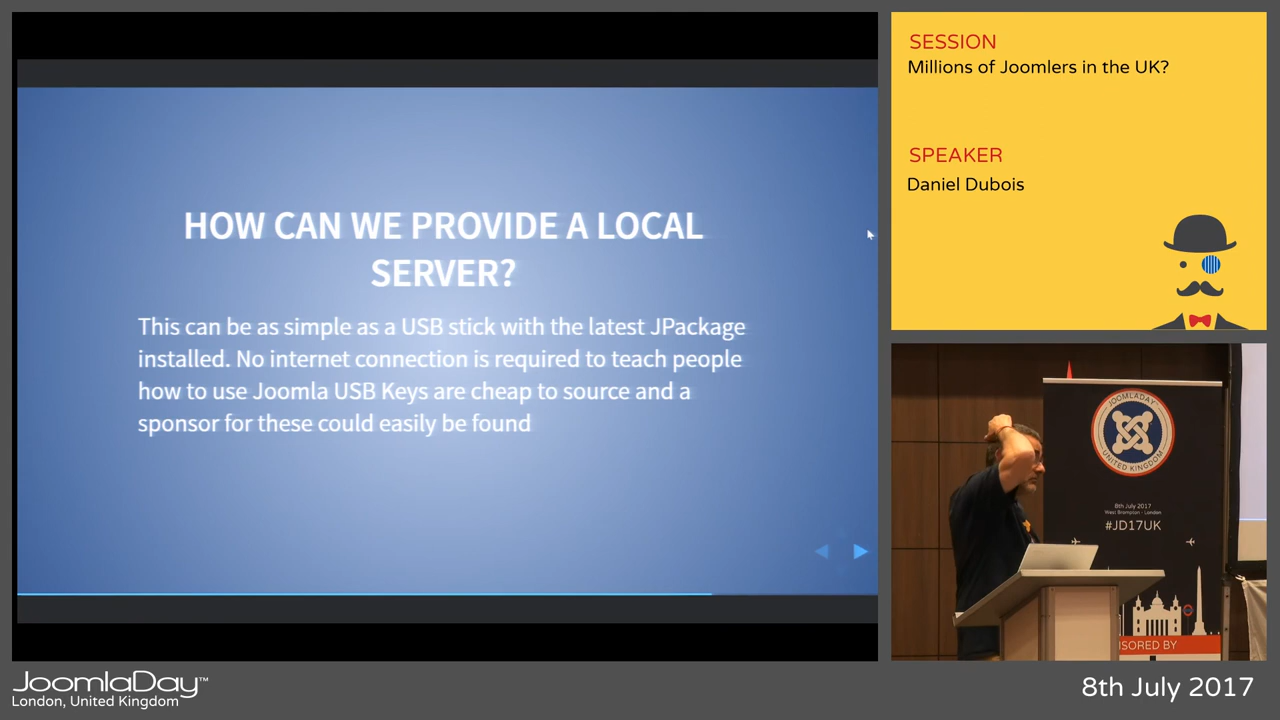 HOW CAN WE PROVIDE A LOCAL
SERVER?
This can be as simple as a USB stick with the latest JPackage
installed. No internet connection is required to teach people
how to use Joomla USB Keys are cheap to source and a
sponsor for these could easily be found
SESSION
Millions of Joomlers in the UK?
SPEAKER
Daniel Dubois
JOOMLADAY
UNITED KINGDOM
8th July 2017
West Brompton - London
#JD17UK
SORED BY
JoomlaDay™
London, United Kingdom
8th July 2017